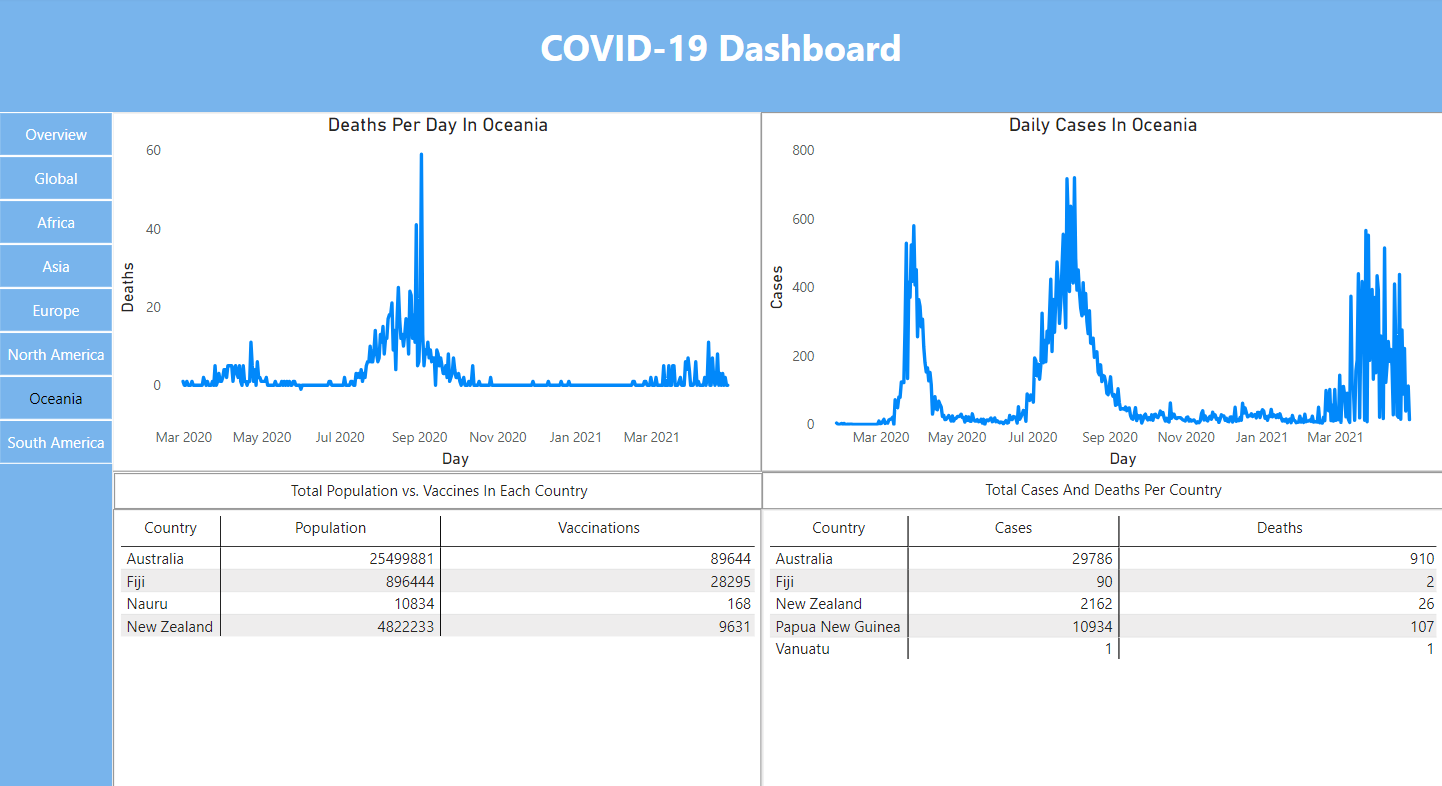 COVID-19 Dashboard
Overview
Global
Africa
Asia
Europe
North America
Oceania
South America
Deaths Per Day In Oceania
Deaths
60
40
20
0
Mar 2020 May 2020 Jul 2020 Sep 2020 Nov 2020 Jan 2021 Mar 2021
Day
Daily Cases In Oceania
Cases
800
600
400
200
0
Mar 2020 May 2020 Jul 2020 Sep 2020 Nov 2020 Jan 2021 Mar 2021
Day
Total Population vs. Vaccines In Each Country
Country Population Vaccinations
Australia 25499881 89644
Fiji 896444 28295
Nauru 10834 168
New Zealand 4822233 9631
Total Cases And Deaths Per Country
Country Cases Deaths
Australia 29786 910
Fiji 90 2
New Zealand 2162 26
Papua New Guinea 10934 107
Vanuatu 1 1